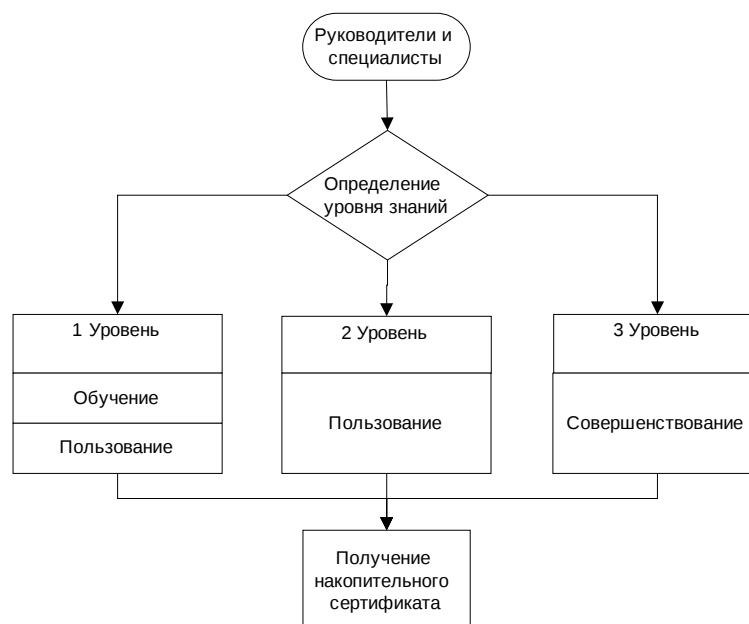 Руководители и
специалисты
Определение
уровня знаний
1 Уровень
2 Уровень
3 Уровень
Обучение
Пользование
Пользование
Совершенствование
Получение
накопительного
сертификата